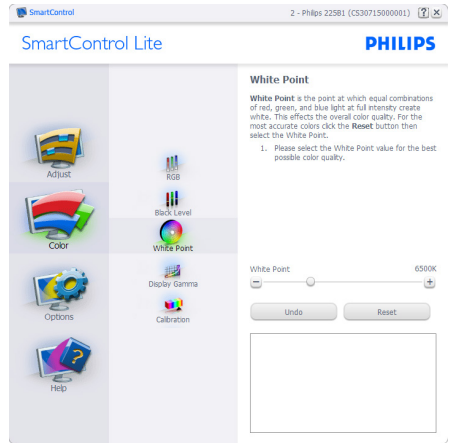 SmartControl
2 - Philips 225B1 (CS30715000001)
SmartControl Lite
PHILIPS
Adjust
Color
Options
Help
RGB
Black Level
White Point
Display Gamma
Calibration
White Point
White Point is the point at which equal combinations
of red, green, and blue light at full intensity create
white. This effects the overall color quality. For the
most accurate colors click the Reset button then
select the White Point.
1. Please select the White Point value for the best
possible color quality.
White Point 6500K
Undo Reset